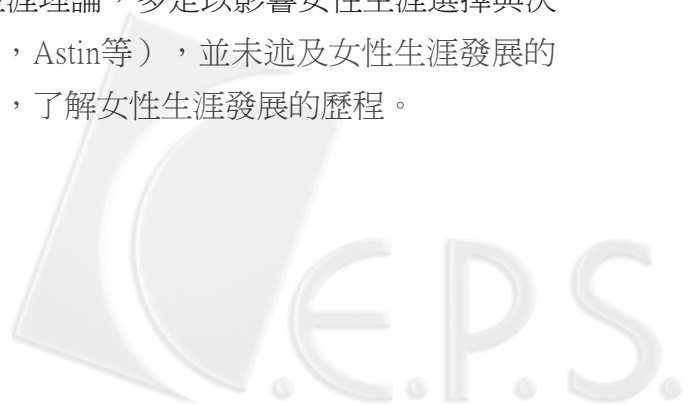 生涯理論，多是以影響女性生涯選擇與決
，Astin等），並未述及女性生涯發展的
，了解女性生涯發展的歷程。
C.E.P.S.